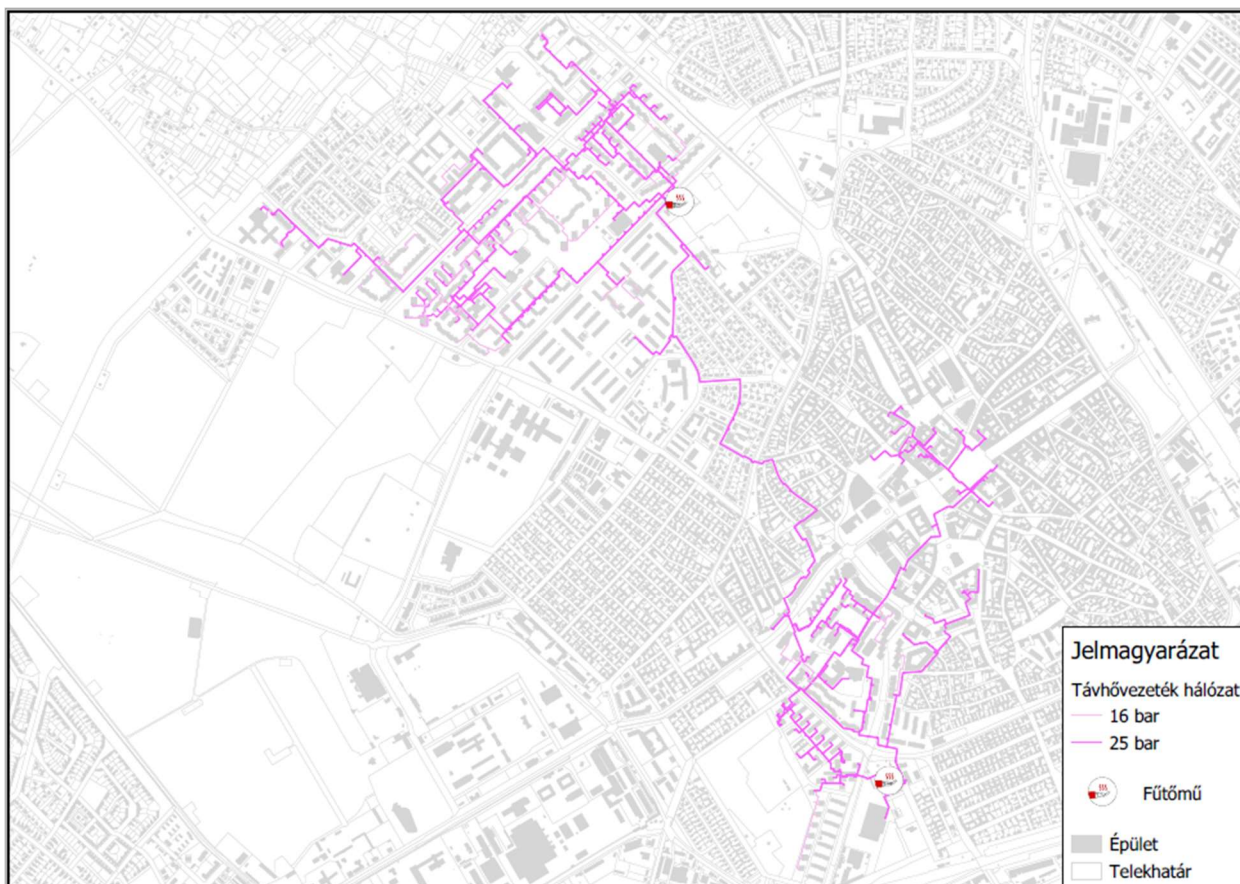 Jelmagyarázat
Távhővezeték hálózat
16 bar
25 bar
Fűtőmű
Épület
Telekhatár